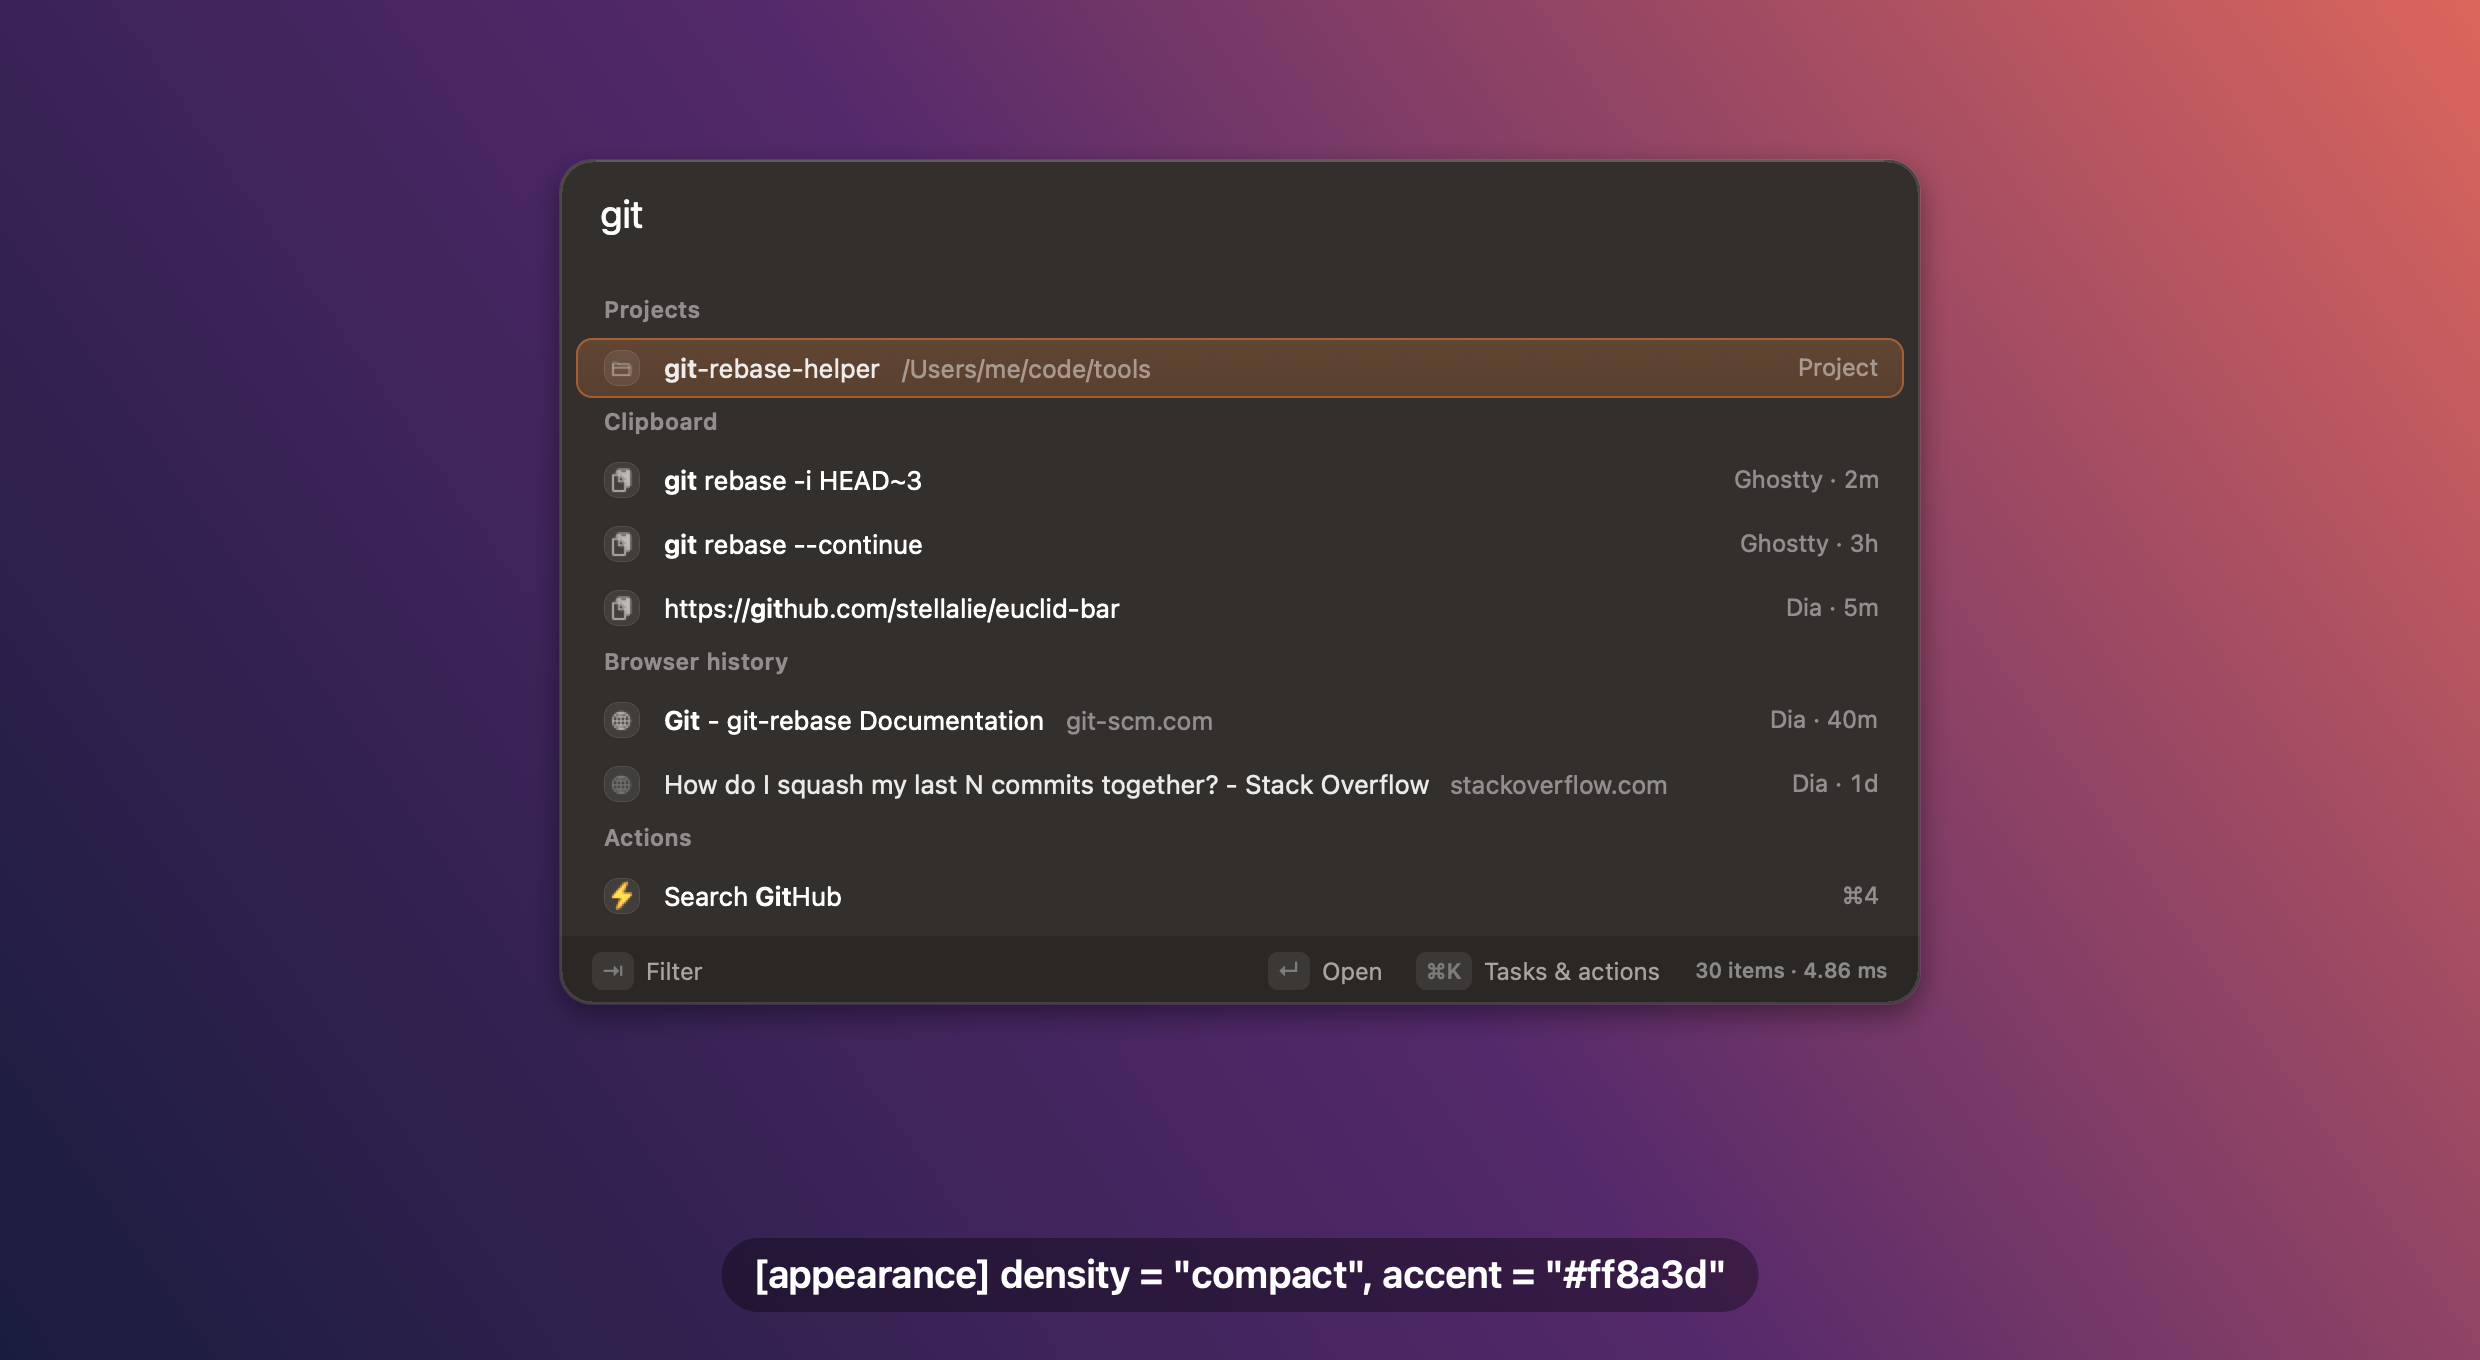 git
Projects
git-rebase-helper /Users/me/code/tools Project
Clipboard
git rebase -i HEAD~3 Ghostty · 2m
git rebase --continue Ghostty · 3h
https://github.com/stellalie/euclid-bar Dia · 5m
Browser history
Git - git-rebase Documentation git-scm.com Dia · 40m
How do I squash my last N commits together? - Stack Overflow stackoverflow.com Dia · 1d
Actions
Search GitHub ⌘4
Filter Open ⌘K Tasks & actions 30 items · 4.86 ms
[appearance] density = "compact", accent = "#ff8a3d"